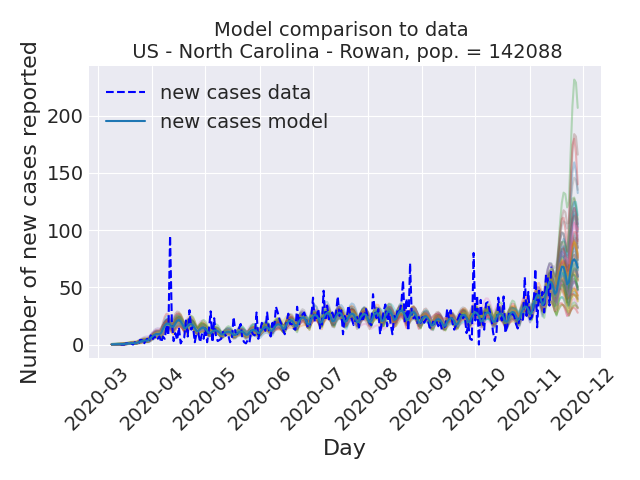 Model comparison to data
US - North Carolina - Rowan, pop. = 142088
Number of new cases reported
new cases data
new cases model
200
150
100
50
0
2020-03
2020-04
2020-05
2020-06
2020-07
2020-08
2020-09
2020-10
2020-11
2020-12
Day